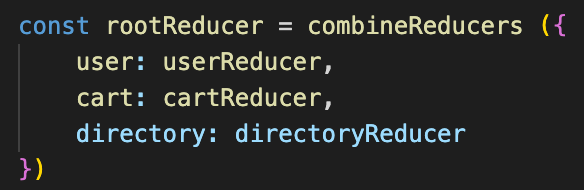 const rootReducer = combineReducers ({
    user: userReducer,
    cart: cartReducer,
    directory: directoryReducer
})